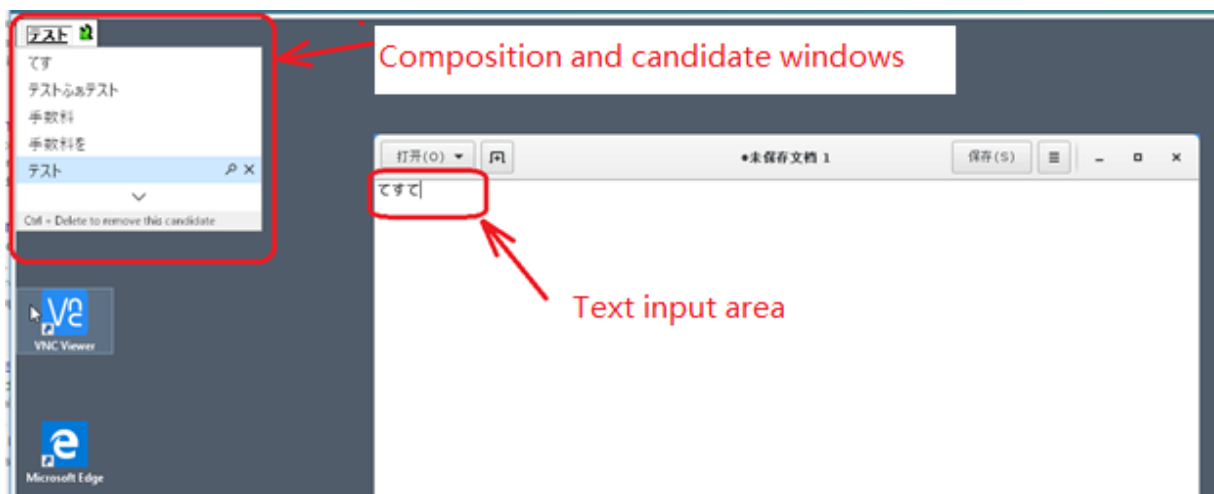 テスト
てす
テストふぁテスト
手数料
手数料を
テスト
Ctrl + Delete to remove this candidate
Composition and candidate windows
打开(O)
•未保存文档 1
保存(S)
てすて
Text input area
VNC Viewer
Microsoft Edge